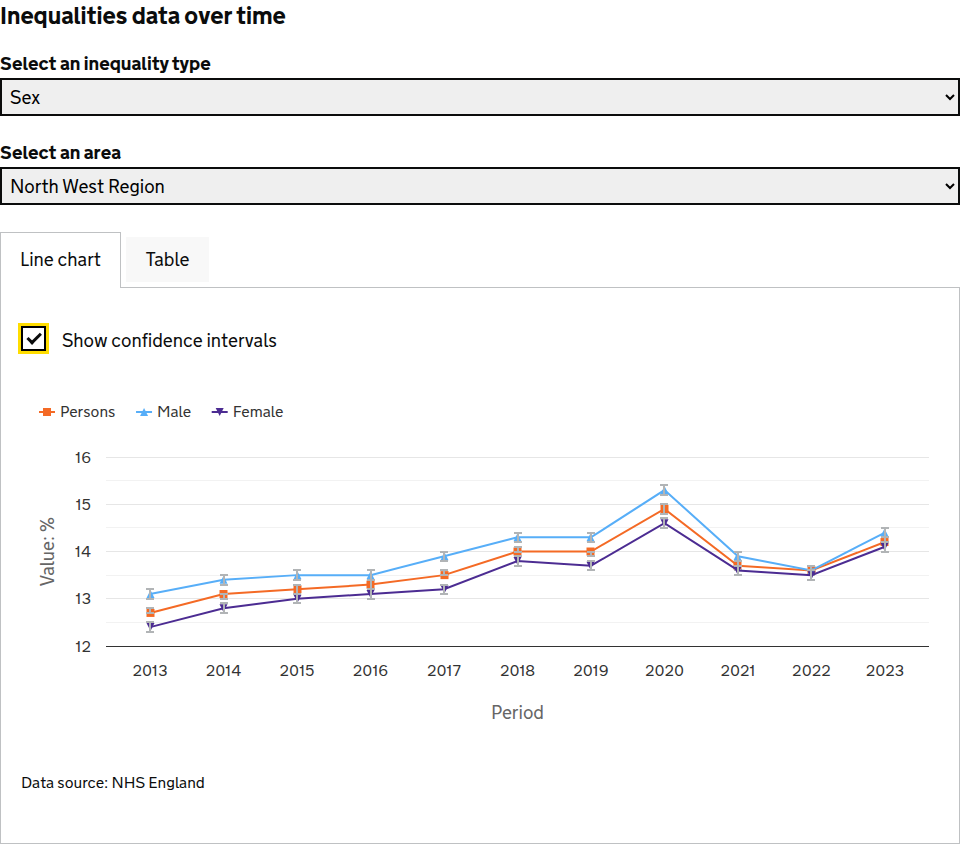 Inequalities data over time
Select an inequality type
Sex
Select an area
North West Region
Line chart Table
Show confidence intervals
Persons Male Female
16
15
14
13
12
Value: %
2013 2014 2015 2016 2017 2018 2019 2020 2021 2022 2023
Period
Data source: NHS England